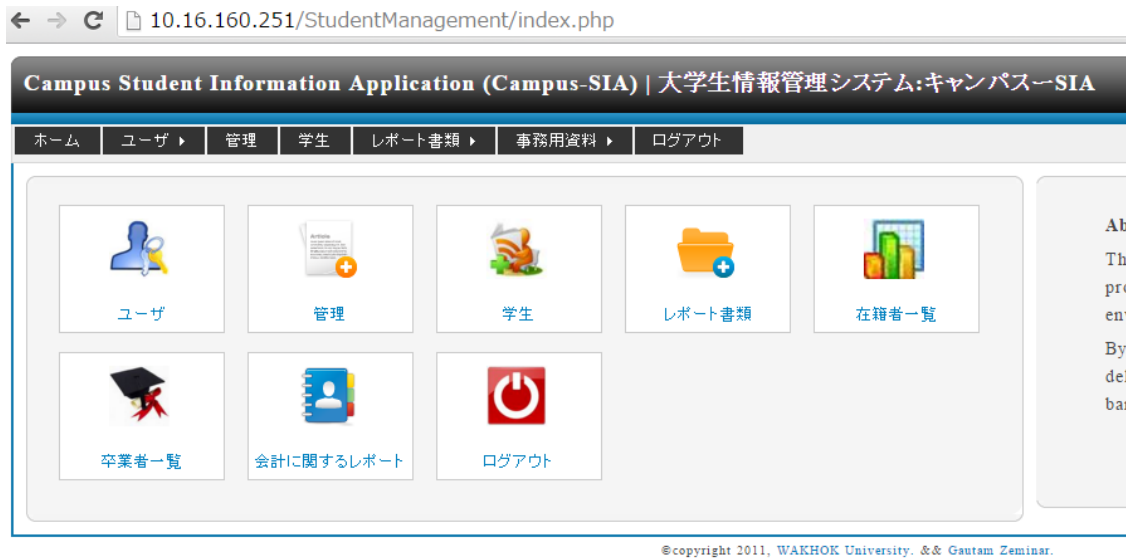 10.16.160.251/StudentManagement/index.php
Campus Student Information Application (Campus-SIA) | 大学生情報管理システム:キャンパスーSIA
ホーム ユーザ 管理 学生 レポート書類 事務用資料 ログアウト
ユーザ 管理 学生 レポート書類 在籍者一覧
卒業者一覧 会計に関するレポート ログアウト
Th
By
©copyright 2011, WAKHOK University. && Gautam Zeminar.